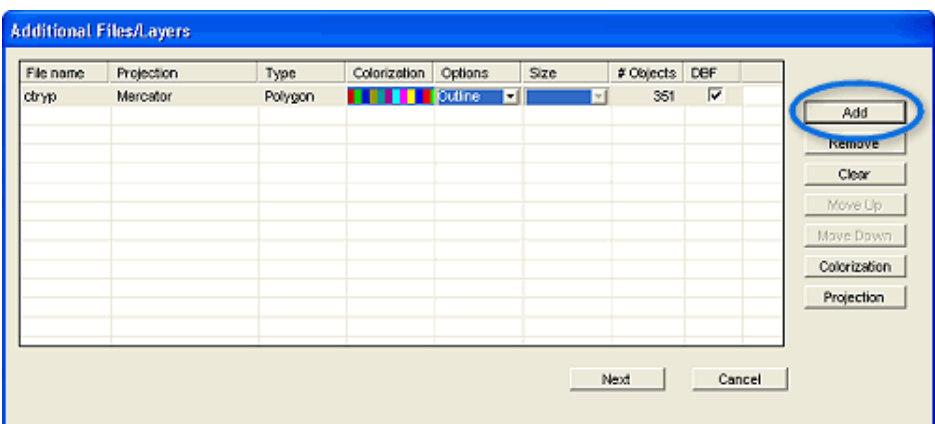 Additional Files/Layers
File name Projection Type Colorization Options Size # Objects DBF
ctryp Mercator Polygon Outline 351
Add
Remove
Clear
Move Up
Move Down
Colorization
Projection
Next Cancel